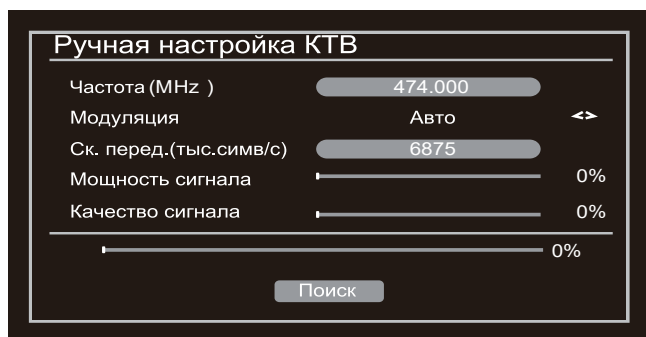 Ручная настройка КТВ
Частота (MHz ) 474.000
Модуляция Авто <>
Ск. перед.(тыс.симв/с) 6875
Мощность сигнала 0%
Качество сигнала 0%
0%
Поиск